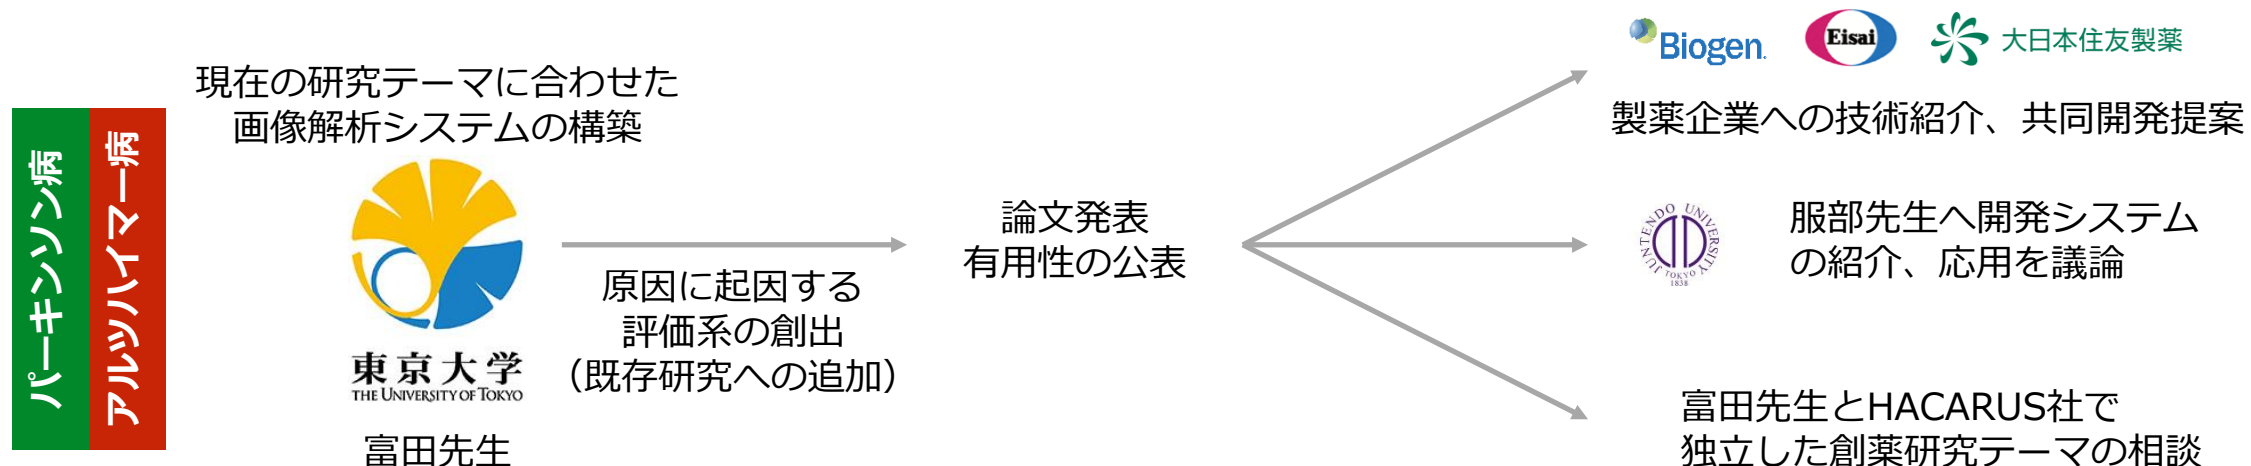 パーキンソン病
アルツハイマー病
現在の研究テーマに合わせた
画像解析システムの構築
東京大学
THE UNIVERSITY OF TOKYO
富田先生
原因に起因する
評価系の創出
（既存研究への追加）
論文発表
有用性の公表
Biogen.
Eisai
大日本住友製薬
製薬企業への技術紹介、共同開発提案
JUNTENDO UNIVERSITY
TOKYO
1838
服部先生へ開発システム
の紹介、応用を議論
富田先生とHACARUS社で
独立した創薬研究テーマの相談